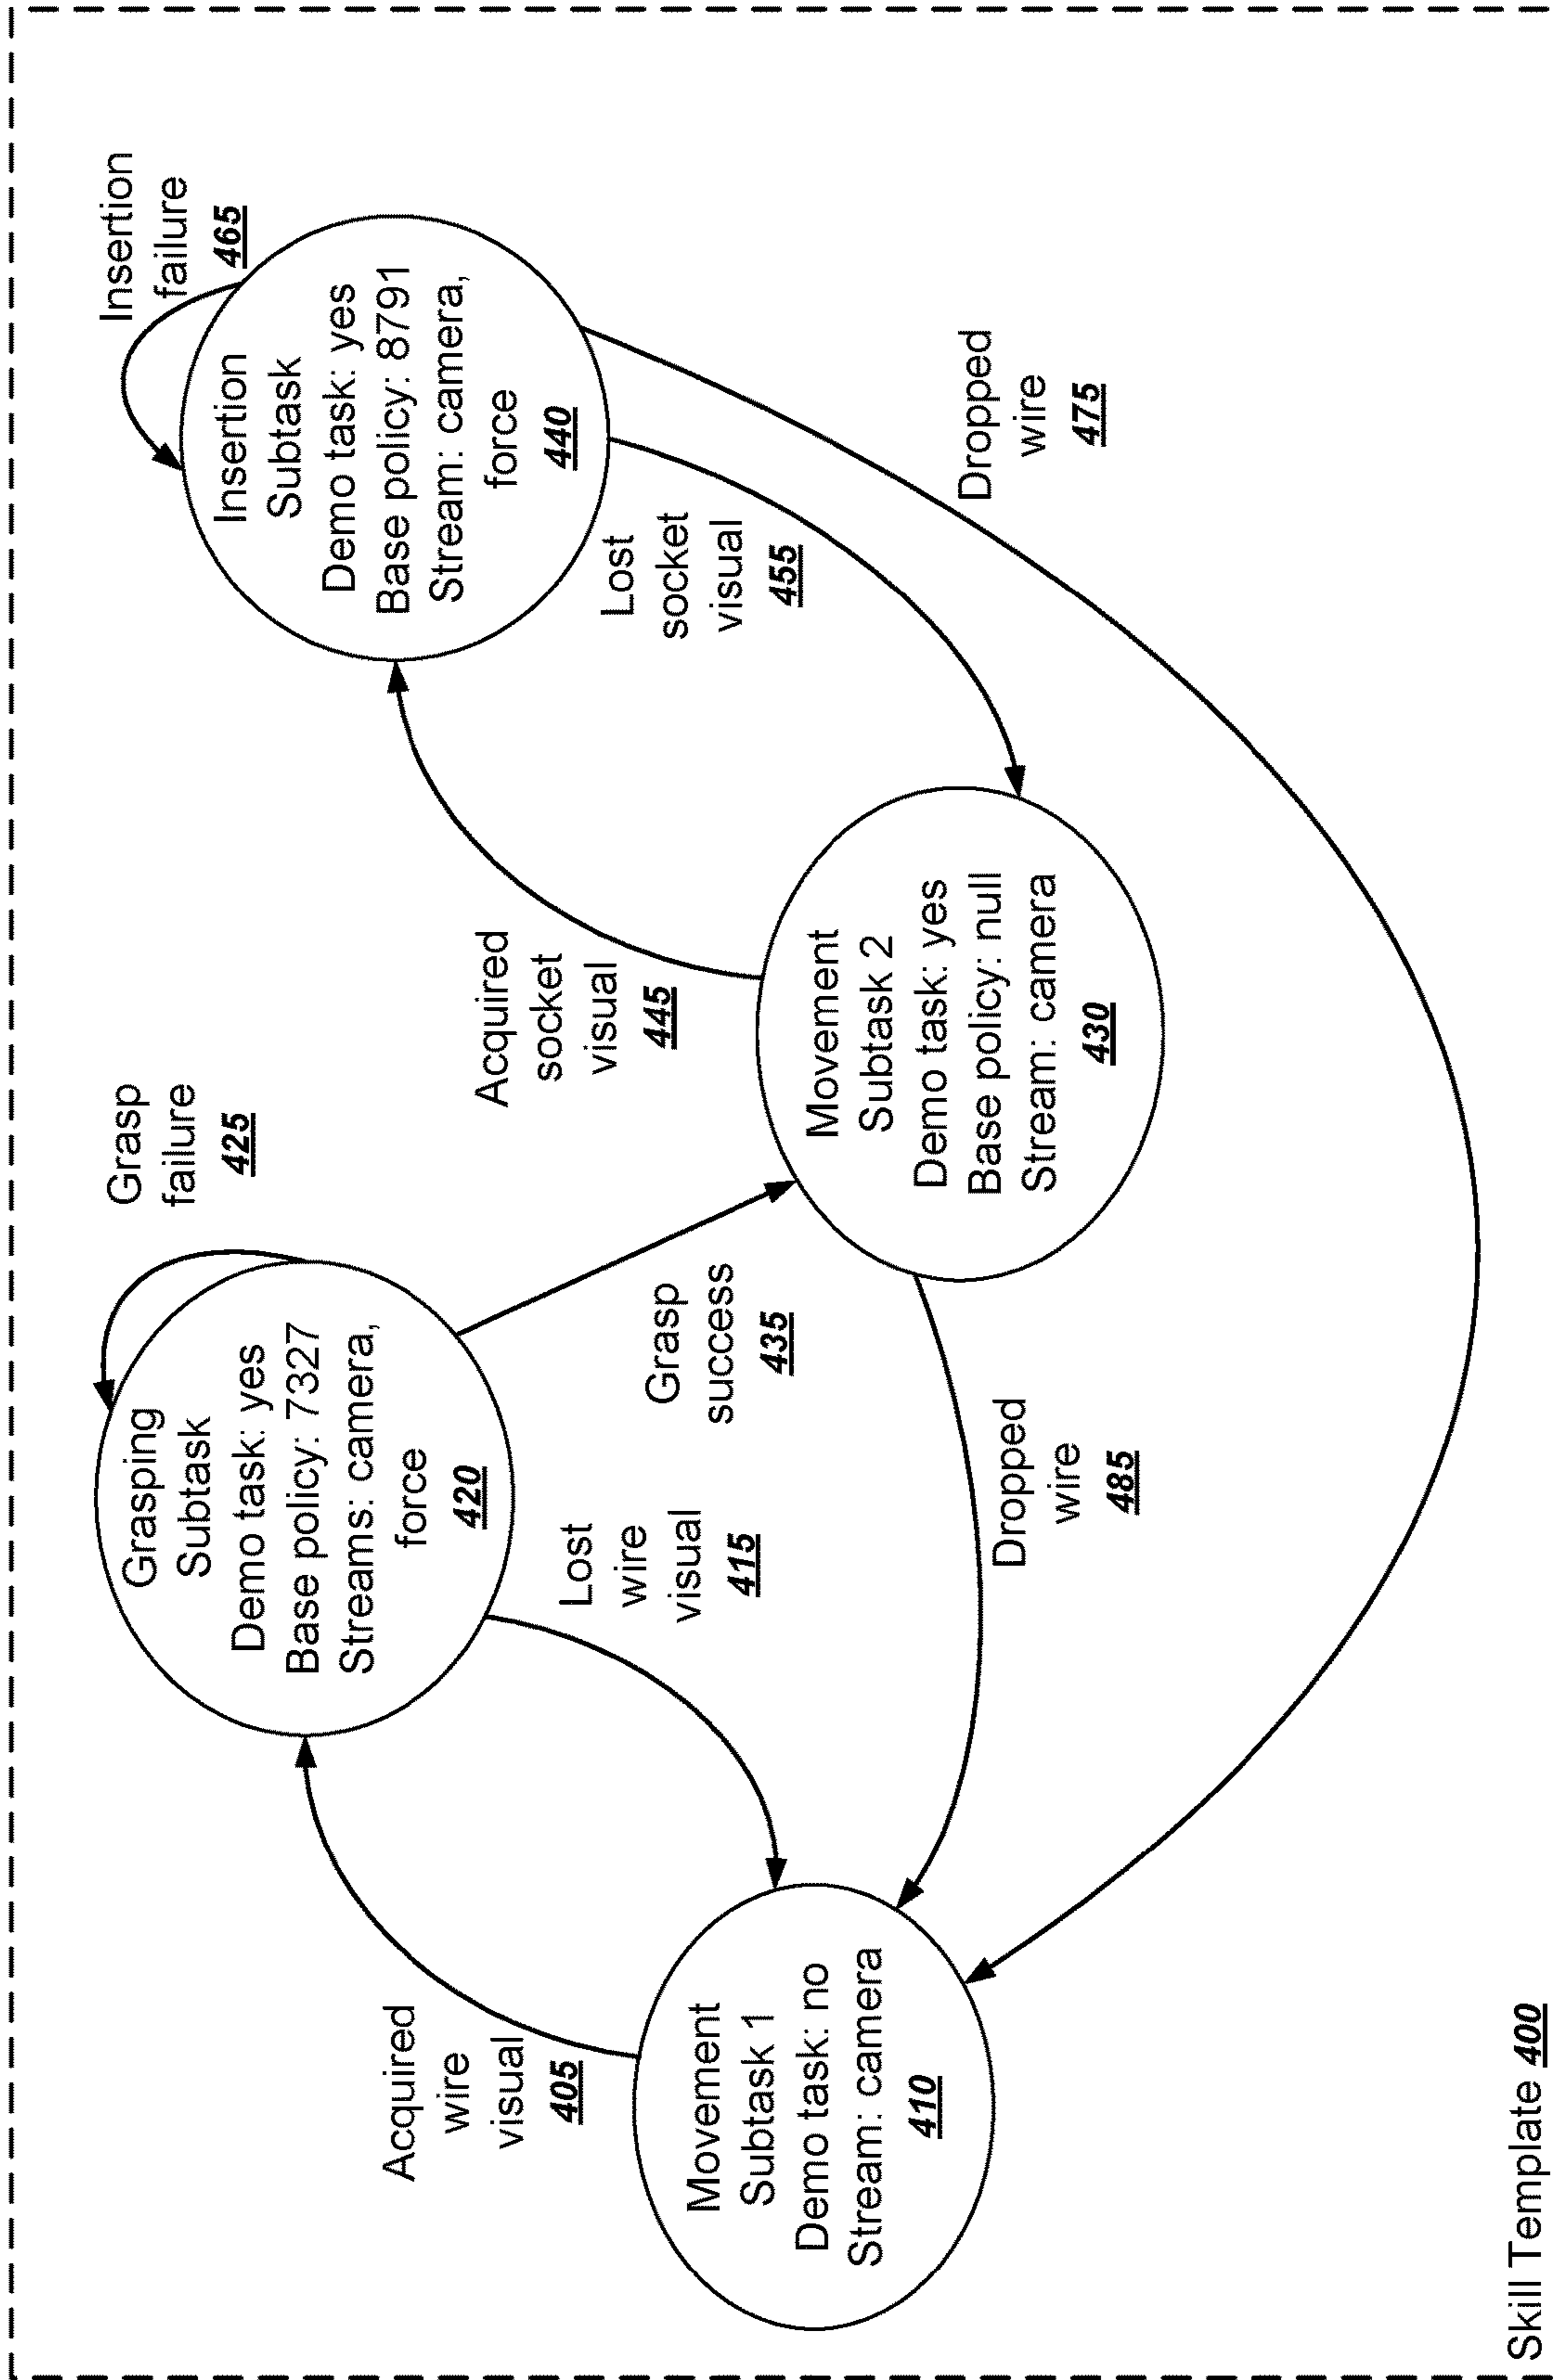 Grasp
failure
425
Insertion
failure
465
Grasping
Subtask
Demo task: yes
Base policy: 7327
Streams: camera,
force
420
Insertion
Subtask
Demo task: yes
Base policy: 8791
Stream: camera,
force
440
Acquired
wire
visual
405
Lost
wire
visual
415
Grasp
success
435
Acquired
socket
visual
445
Lost
socket
visual
455
Movement
Subtask 1
Demo task: no
Stream: camera
410
Movement
Subtask 2
Demo task: yes
Base policy: null
Stream: camera
430
Dropped
wire
485
Dropped
wire
475
Skill Template 400